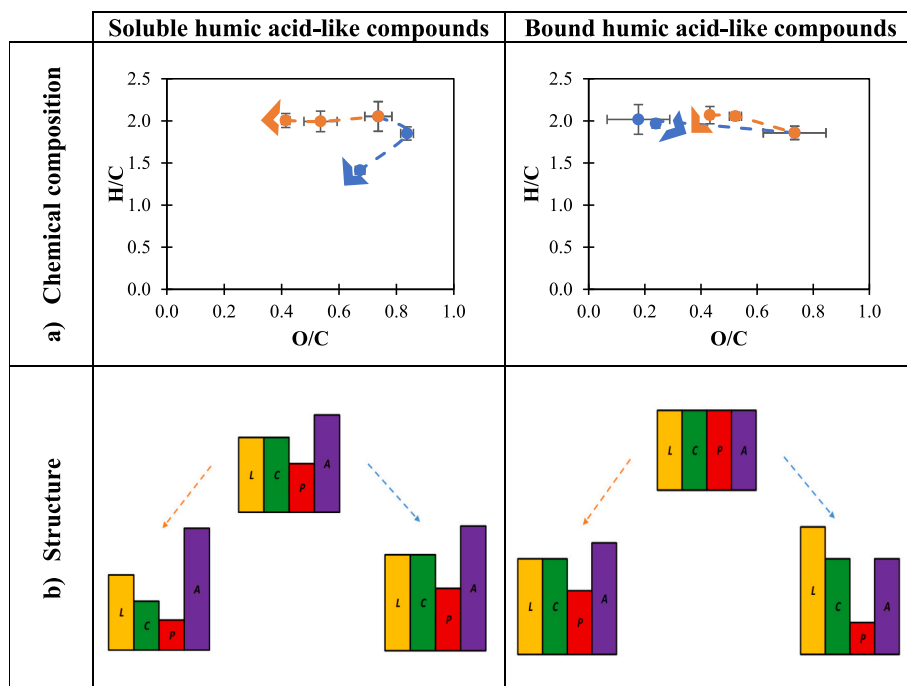 Soluble humic acid-like compounds
Bound humic acid-like compounds
a) Chemical composition
H/C
2.5
2.0
1.5
1.0
0.5
0.0
0.0 0.2 0.4 0.6 0.8 1.0
O/C
H/C
2.5
2.0
1.5
1.0
0.5
0.0
0.0 0.2 0.4 0.6 0.8 1.0
O/C
b) Structure
L C P A
L C P A
L C P A
L C P A
L C P A
L C P A